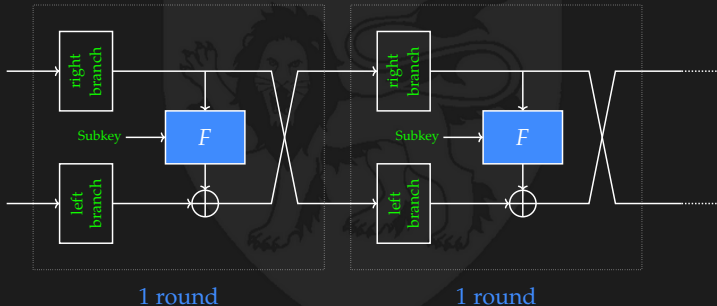 right
branch
right
branch
Subkey
F
Subkey
F
left
branch
left
branch
1 round
1 round